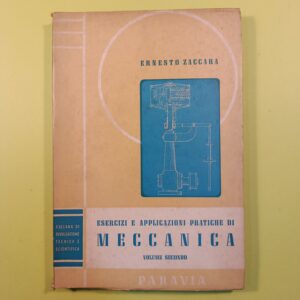 ERNESTO ZACCARA
ESERCIZI E APPLICAZIONI PRATICHE DI
MECCANICA
VOLUME SECONDO
COLLANA DI
DIVULGAZIONE
TECNICA E
SCIENTIFICA
PARAVIA